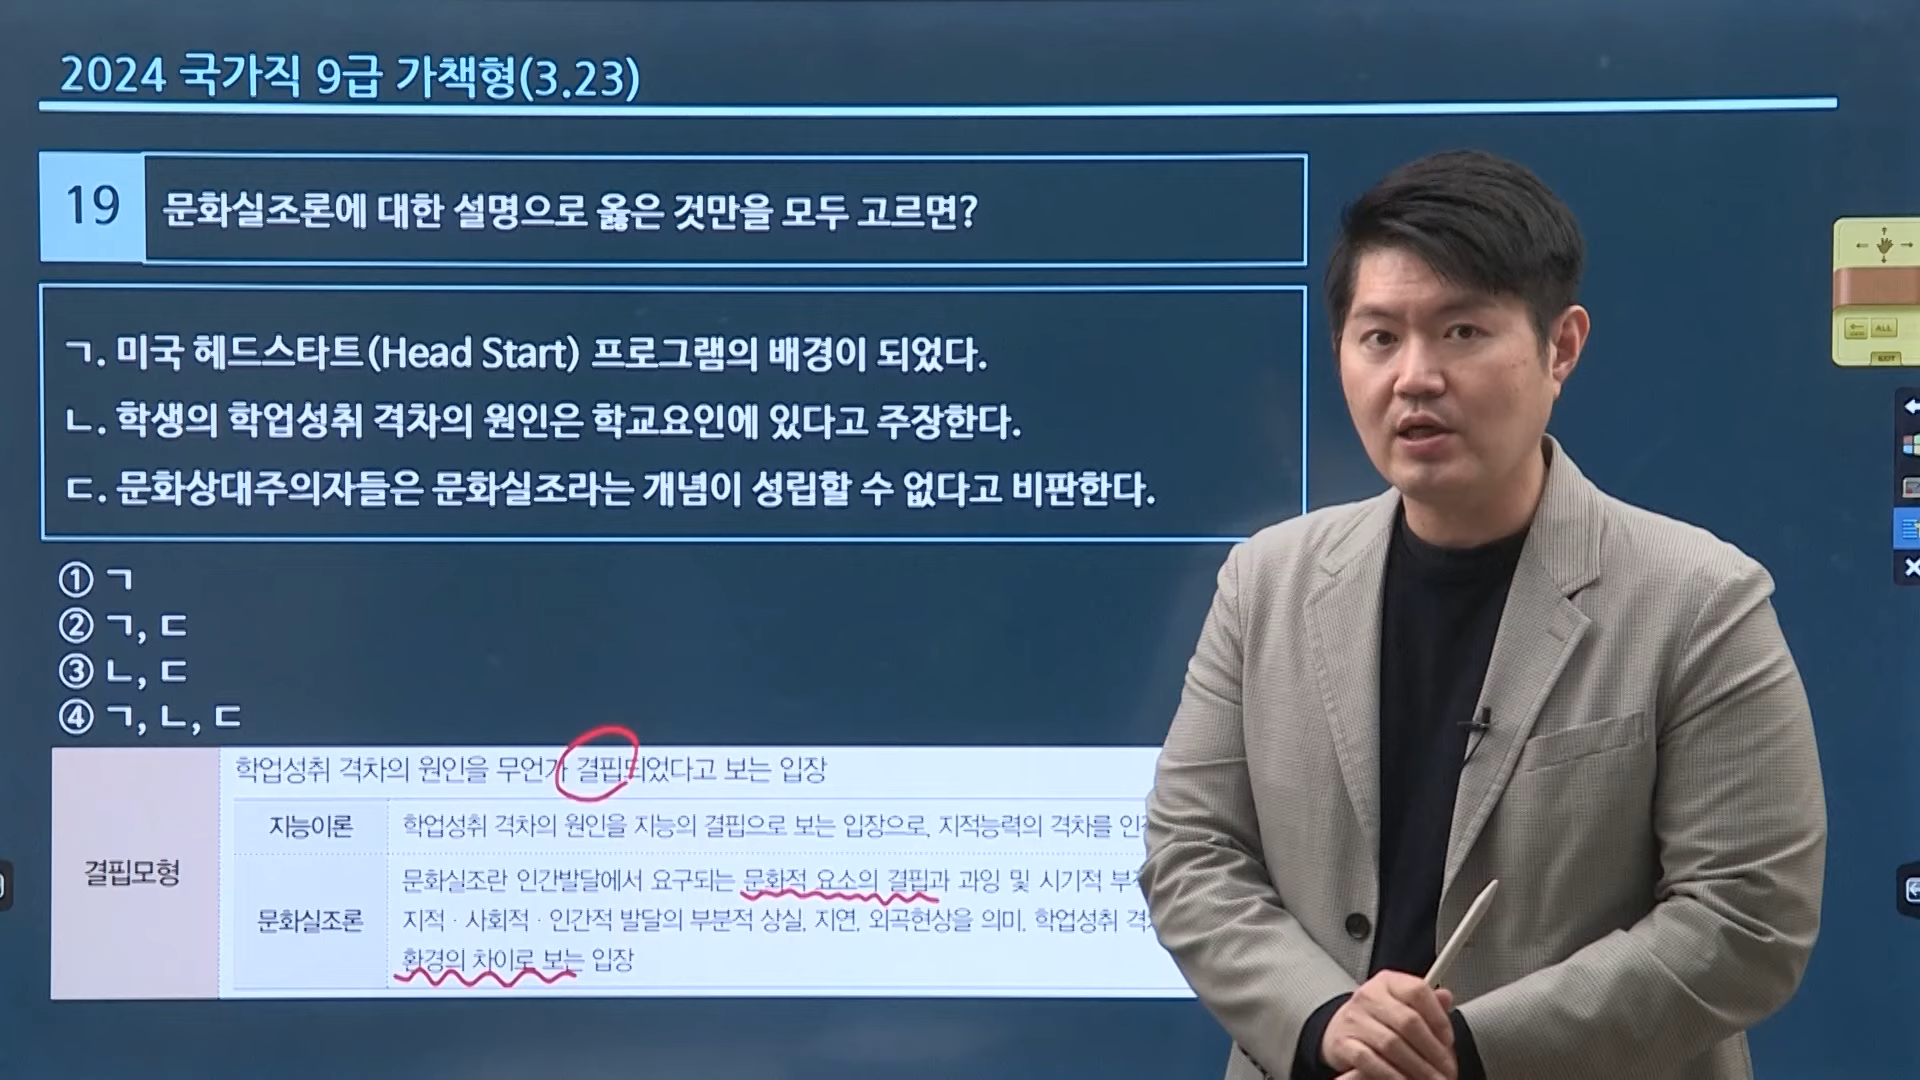 2024 국가직 9급 가책형(3.23)
19 문화실조론에 대한 설명으로 옳은 것만을 모두 고르면?
ㄱ. 미국 헤드스타트(Head Start) 프로그램의 배경이 되었다.
ㄴ. 학생의 학업성취 격차의 원인은 학교요인에 있다고 주장한다.
ㄷ. 문화상대주의자들은 문화실조라는 개념이 성립할 수 없다고 비판한다.
① ㄱ
② ㄱ, ㄷ
③ ㄴ, ㄷ
④ ㄱ, ㄴ, ㄷ
결핍모형
학업성취 격차의 원인을 무언가 결핍되었다고 보는 입장
지능이론
학업성취 격차의 원인을 지능의 결핍으로 보는 입장으로, 지적능력의 격차를
문화실조론
문화실조란 인간발달에서 요구되는 문화적 요소의 결핍과 과잉 및 시기적
지적·사회적·인간적 발달의 부분적 상실, 지연, 외곡현상을 의미. 학업성취
환경의 차이로 보는 입장
ALL
EXIT